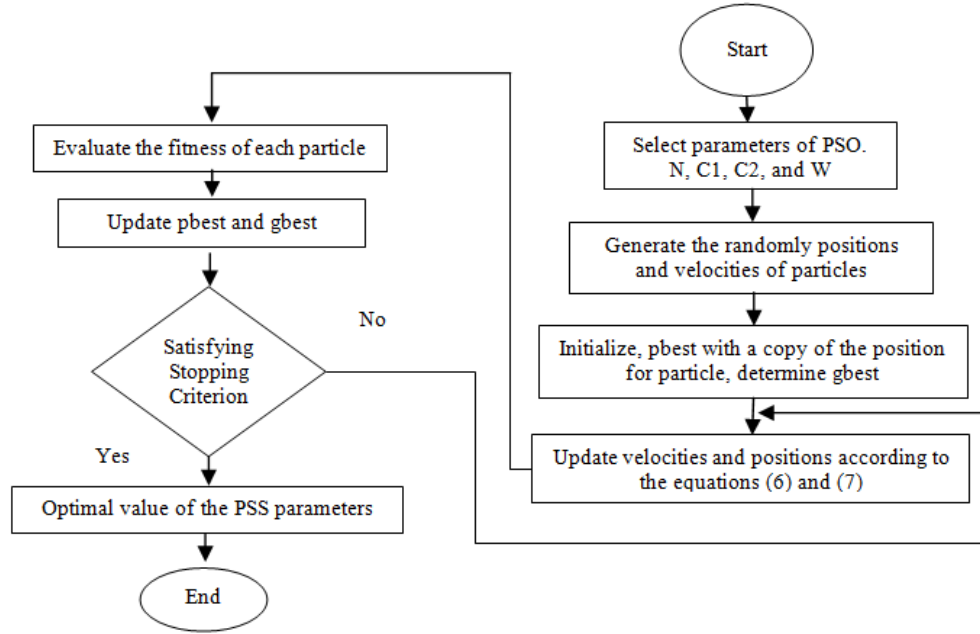 Start
Select parameters of PSO.
N, C1, C2, and W
Generate the randomly positions
and velocities of particles
Initialize, pbest with a copy of the position
for particle, determine gbest
Update velocities and positions according to
the equations (6) and (7)
Evaluate the fitness of each particle
Update pbest and gbest
Satisfying
Stopping
Criterion
No
Yes
Optimal value of the PSS parameters
End